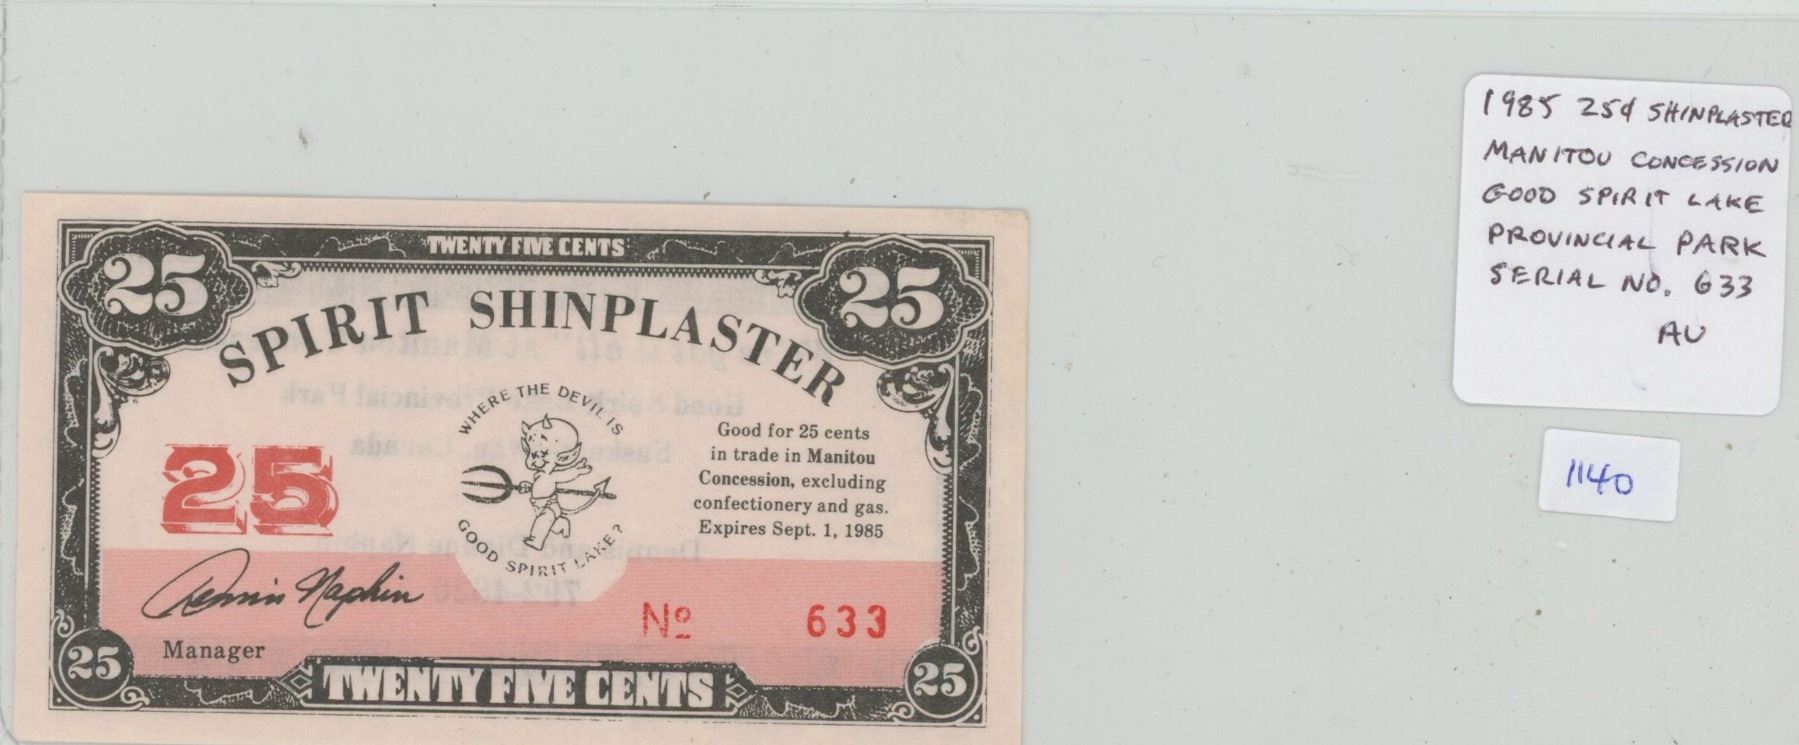 TWENTY FIVE CENTS
25
25
SPIRIT SHINPLASTER
WHERE THE DEVIL IS
GOOD SPIRIT LAKE?
25
Good for 25 cents
in trade in Manitou
Concession, excluding
confectionery and gas.
Expires Sept. 1, 1985
Dennis Naphin
Manager
Nº 633
25
TWENTY FIVE CENTS
25
1985 25¢ SHINPLASTER
MANITOU CONCESSION
GOOD SPIRIT LAKE
PROVINCIAL PARK
SERIAL NO. 633
AU
1140